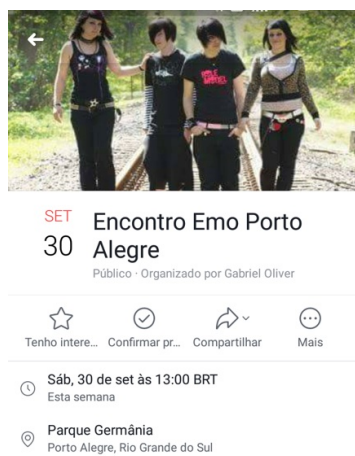 SET
30
Encontro Emo Porto
Alegre
Público · Organizado por Gabriel Oliver
Tenho intere... Confirmar pr... Compartilhar Mais
Sáb, 30 de set às 13:00 BRT
Esta semana
Parque Germânia
Porto Alegre, Rio Grande do Sul